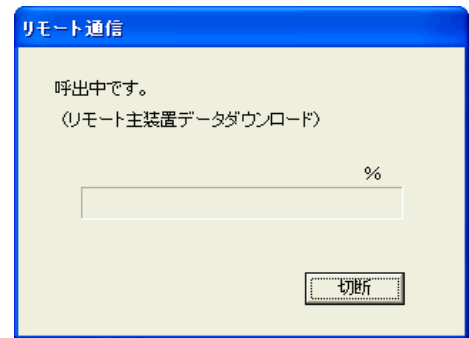 リモート通信
呼出中です。
(リモート主装置データダウンロード)
%
切断